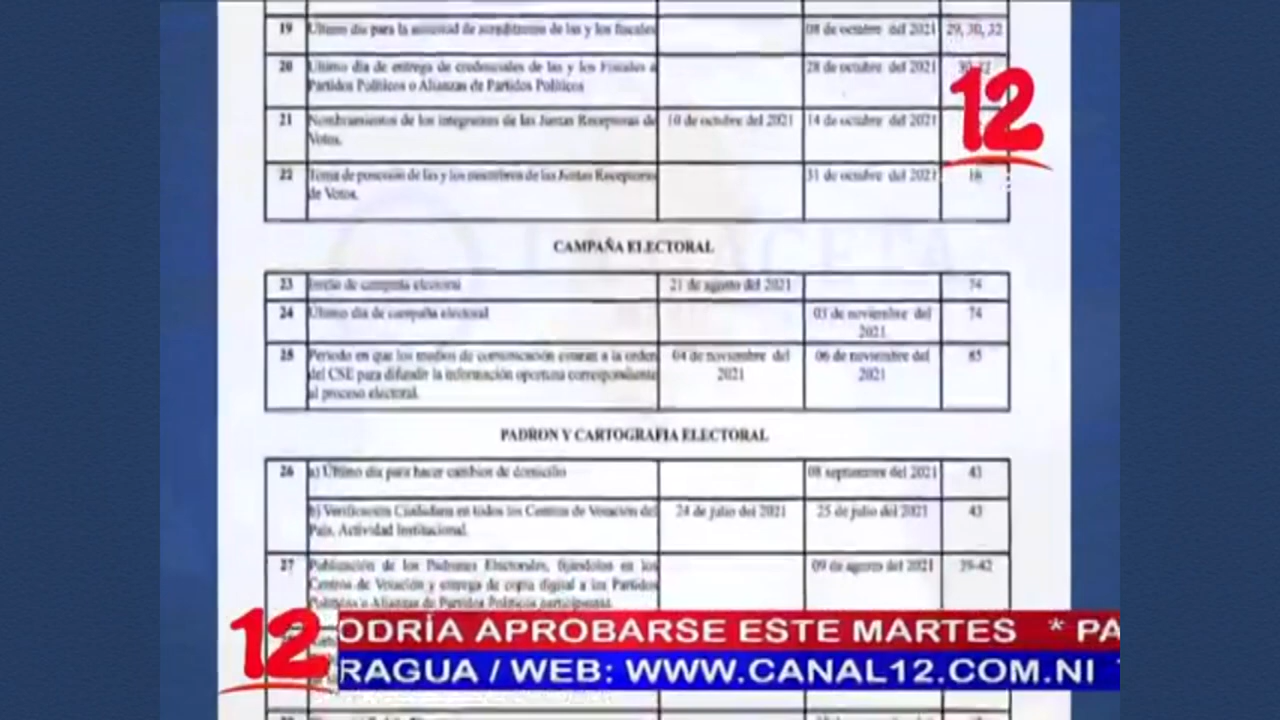 19 Último día para la solicitud de acreditación de las y los fiscales 08 de octubre del 2021 29, 30, 32
20 Último día de entrega de credenciales de las y los Fiscales a 28 de octubre del 2021
Partidos Políticos o Alianzas de Partidos Políticos
12
21 Nombramientos de los integrantes de las Juntas Receptoras de 10 de octubre del 2021 14 de octubre del 2021
Votos.
22 Toma de posesión de las y los miembros de las Juntas Receptoras 31 de octubre del 2021 16
de Votos.
CAMPAÑA ELECTORAL
23 Inicio de campaña electoral 21 de agosto del 2021 74
24 Último día de campaña electoral 03 de noviembre del 74
2021
25 Periodo en que los medios de comunicación estarán a la orden 04 de noviembre del 06 de noviembre del 85
del CSE para difundir la información oportuna correspondiente 2021 2021
al proceso electoral.
PADRON Y CARTOGRAFIA ELECTORAL
26 a) Último día para hacer cambios de domicilio 08 septiembre del 2021 43
b) Verificación Ciudadana en todos los Centros de Votación del 24 de julio del 2021 25 de julio del 2021 43
País. Actividad Institucional.
27 Publicación de los Padrones Electorales, fijándolos en los 09 de agosto del 2021 39-42
Centros de Votación y entrega de copia digital a los Partidos
Políticos o Alianzas de Partidos Políticos participantes.
12
ODRÍA APROBARSE ESTE MARTES * PA
RAGUA / WEB: WWW.CANAL12.COM.NI